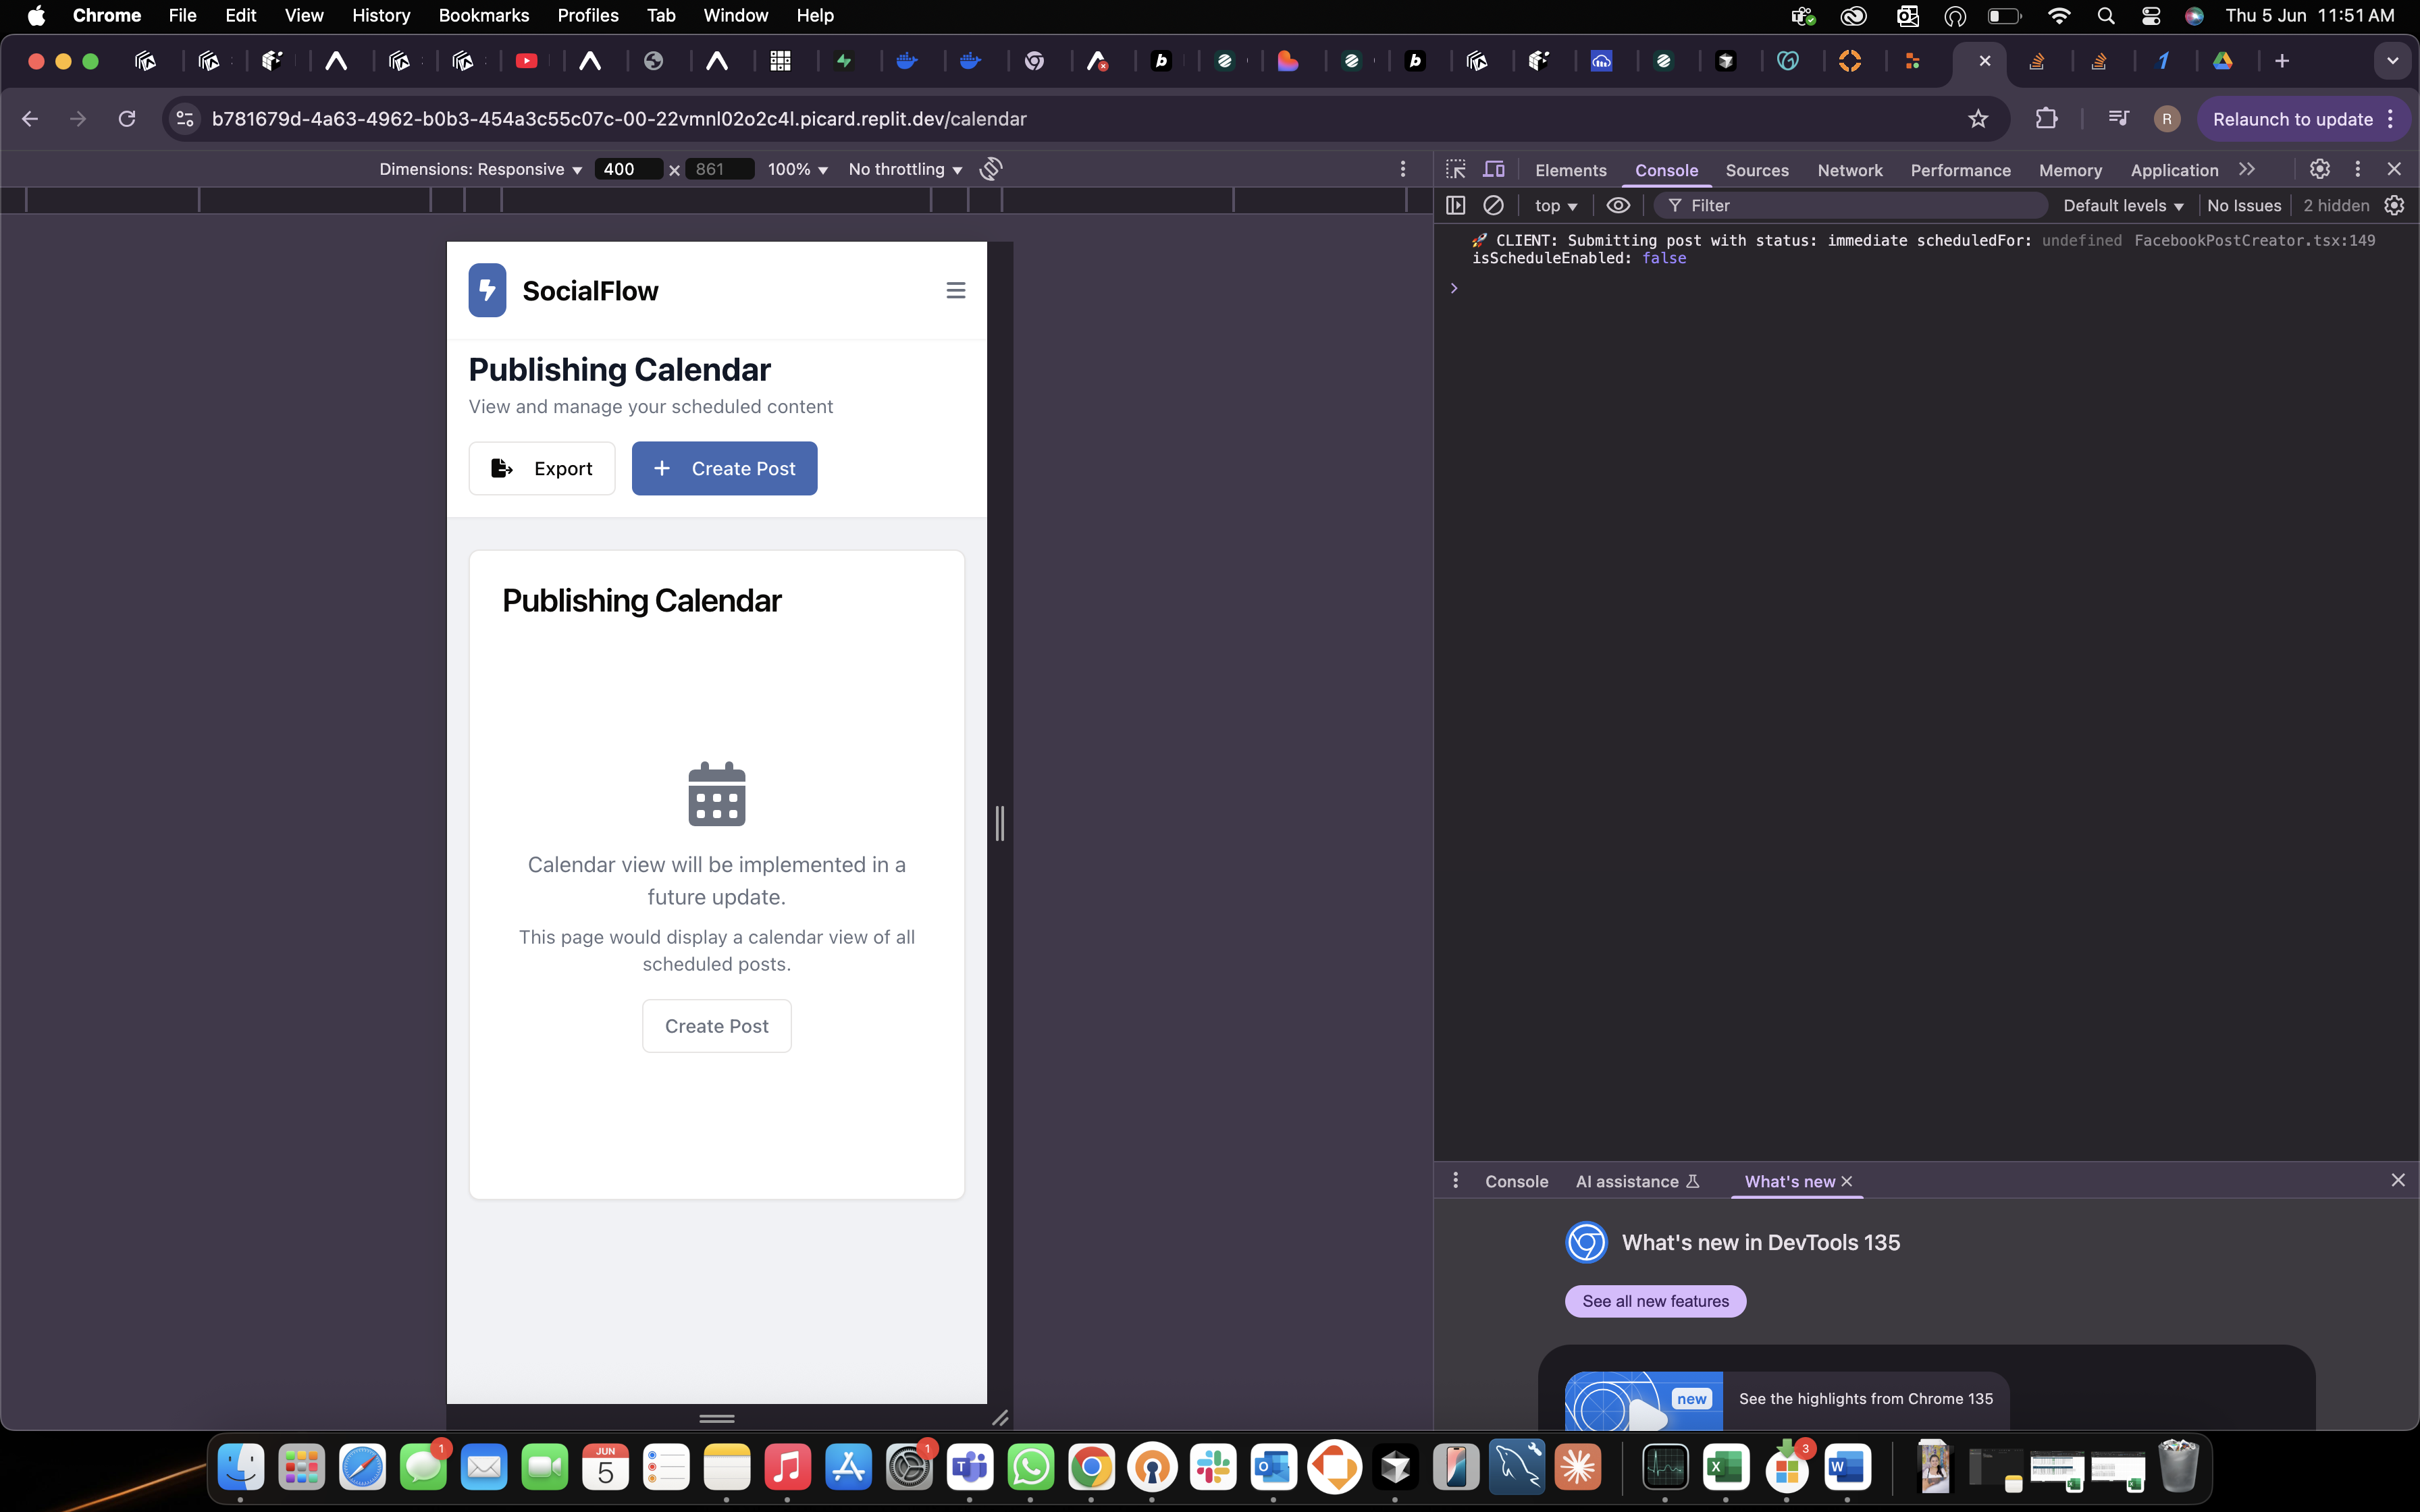 Chrome File Edit View History Bookmarks Profiles Tab Window Help Thu 5 Jun 11:51 AM
b781679d-4a63-4962-b0b3-454a3c55c07c-00-22vmnl02o2c4l.picard.replit.dev/calendar R Relaunch to update
Dimensions: Responsive 400 × 861 100% No throttling
Elements Console Sources Network Performance Memory Application
top Filter Default levels No Issues 2 hidden
🚀 CLIENT: Submitting post with status: immediate scheduledFor: undefined FacebookPostCreator.tsx:149
isScheduleEnabled: false
SocialFlow
Publishing Calendar
View and manage your scheduled content
Export
Create Post
Publishing Calendar
Calendar view will be implemented in a
future update.
This page would display a calendar view of all
scheduled posts.
Create Post
Console AI assistance What's new
What's new in DevTools 135
See all new features
new
See the highlights from Chrome 135
1
JUN
5
1
3